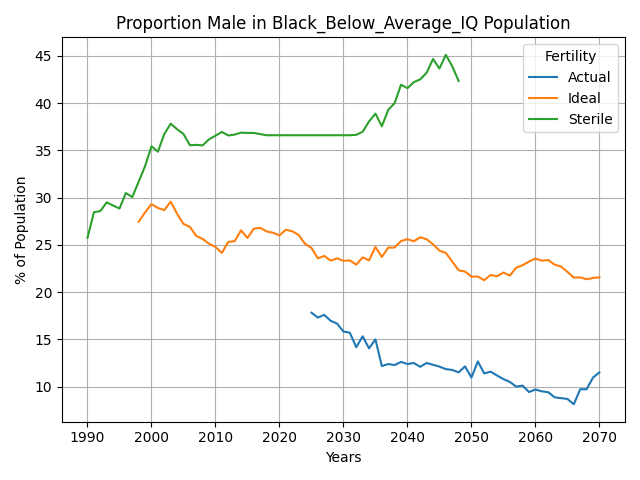 Proportion Male in Black_Below_Average_IQ Population
Fertility
Actual
Ideal
Sterile
% of Population
45
40
35
30
25
20
15
10
1990
2000
2010
2020
2030
2040
2050
2060
2070
Years